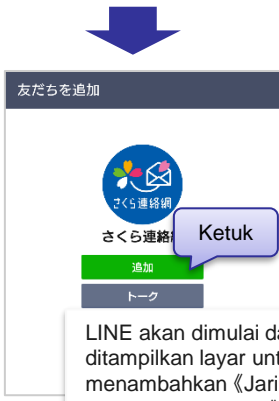 友だちを追加
さくら連絡網
さくら連絡
Ketuk
追加
トーク
LINE akan dimulai
ditampilkan layar
menambahkan 《Jari